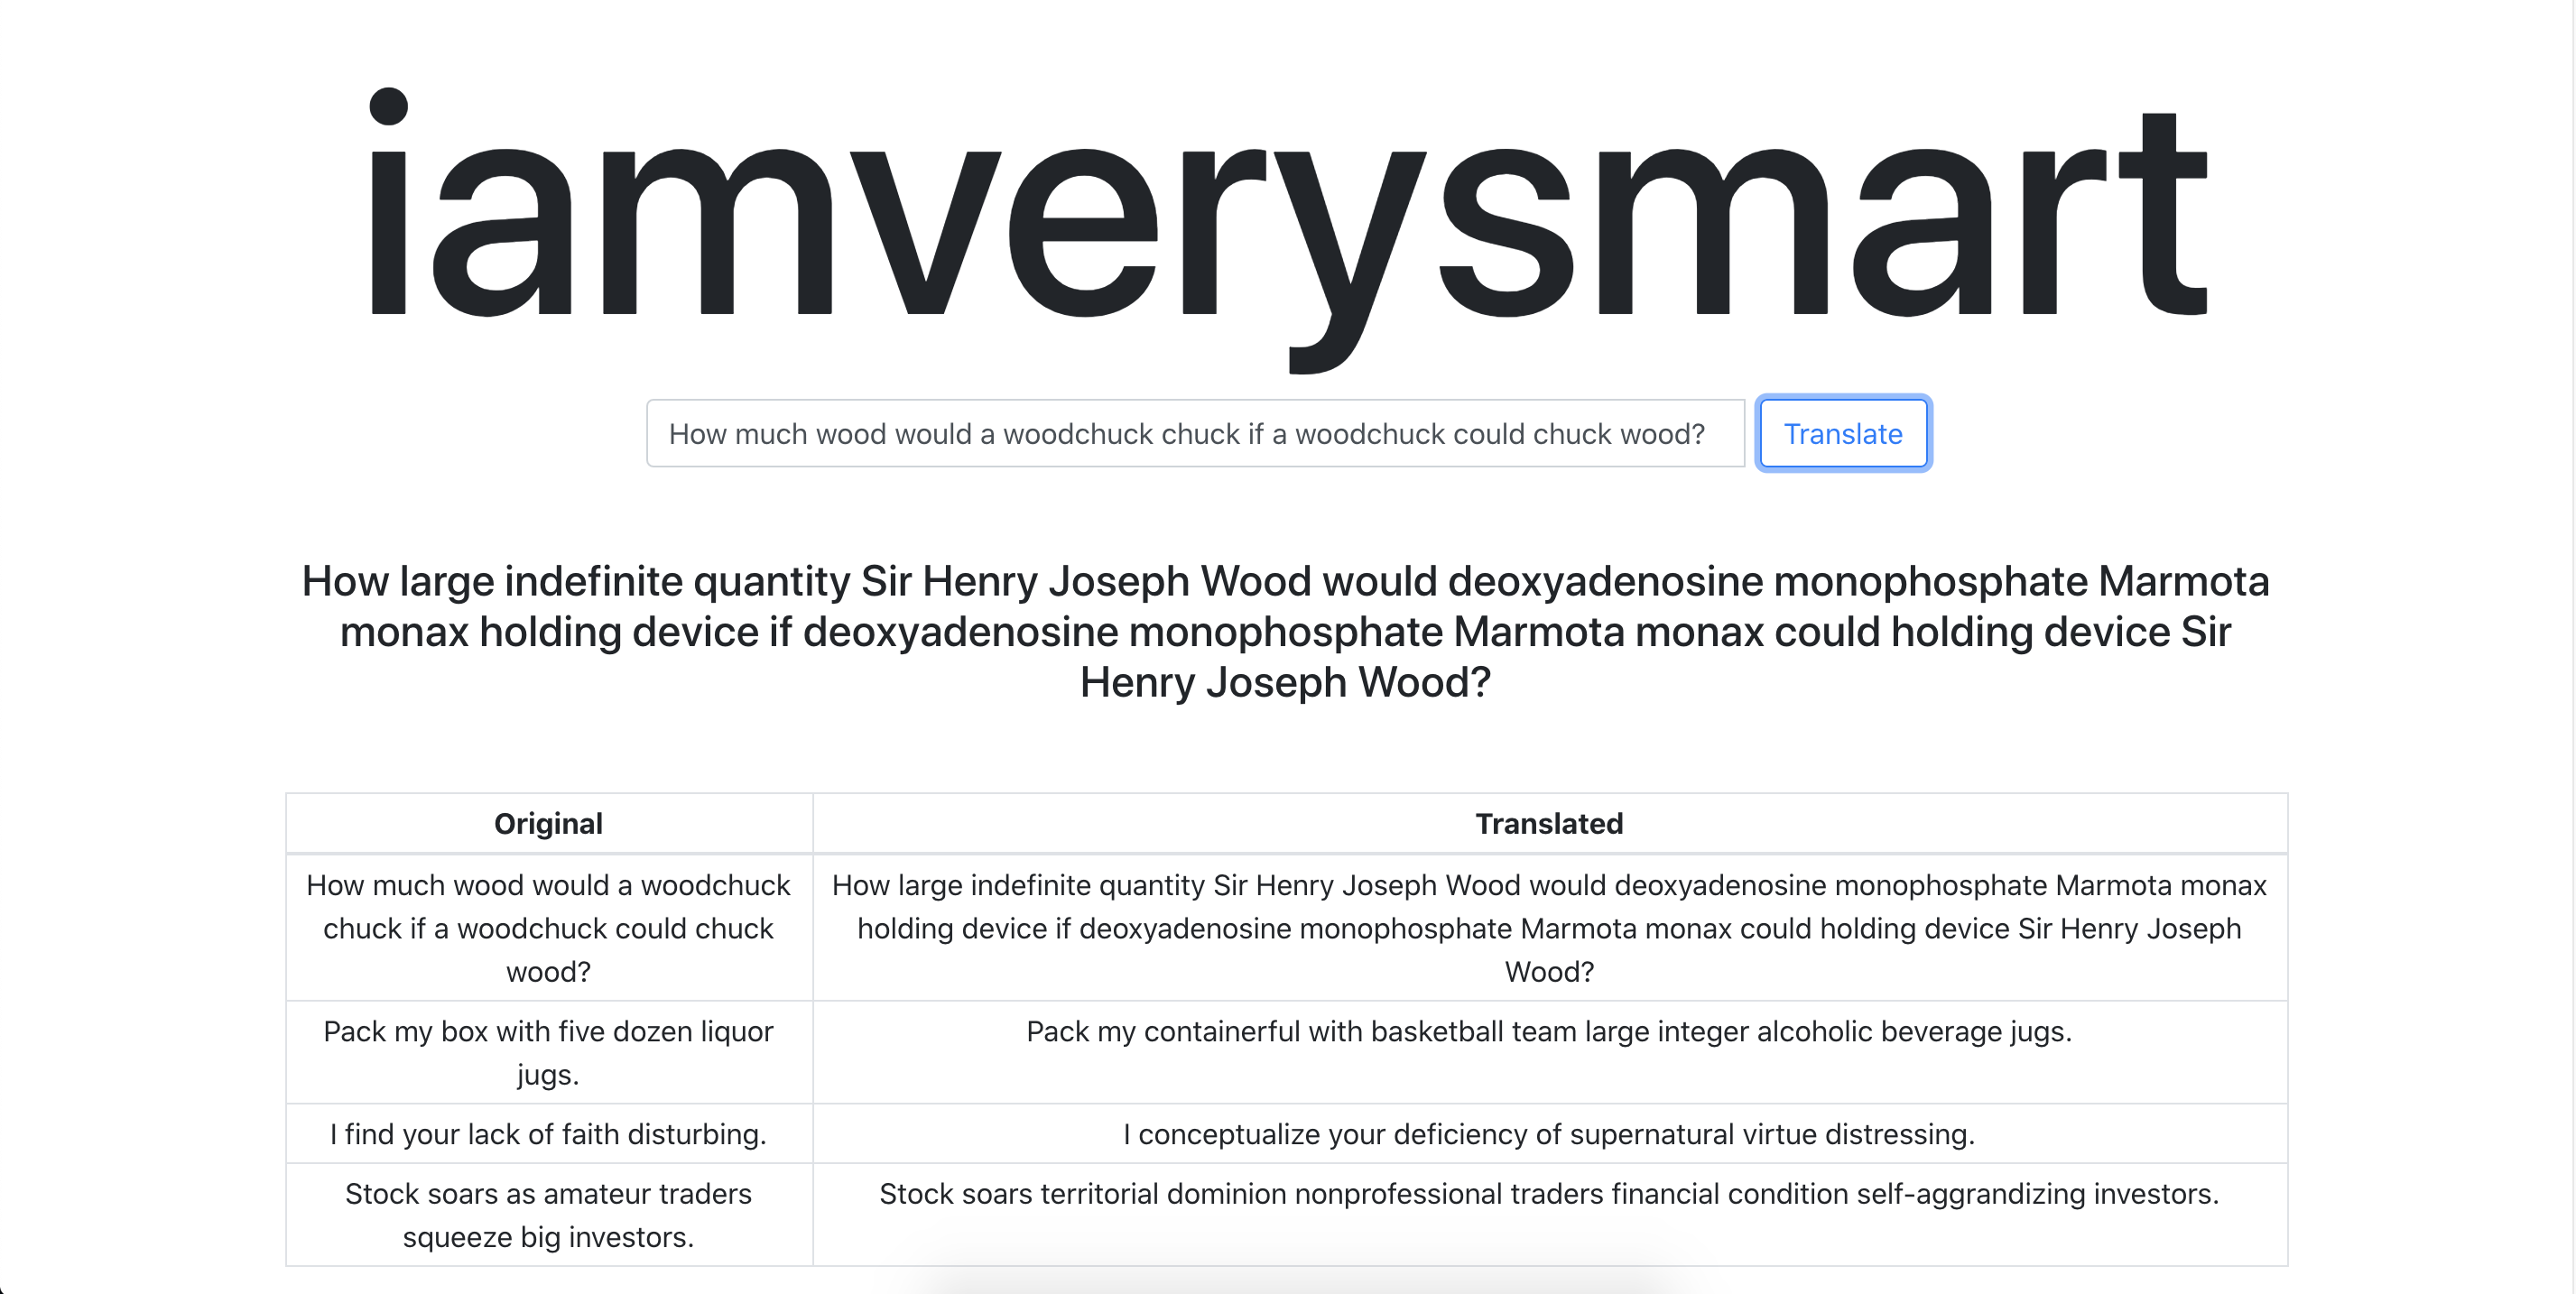 iamverysmart
How much wood would a woodchuck chuck if a woodchuck could chuck wood?
Translate
How large indefinite quantity Sir Henry Joseph Wood would deoxyadenosine monophosphate Marmota
monax holding device if deoxyadenosine monophosphate Marmota monax could holding device Sir
Henry Joseph Wood?
Original
Translated
How much wood would a woodchuck
chuck if a woodchuck could chuck
wood?
How large indefinite quantity Sir Henry Joseph Wood would deoxyadenosine monophosphate Marmota monax
holding device if deoxyadenosine monophosphate Marmota monax could holding device Sir Henry Joseph
Wood?
Pack my box with five dozen liquor
jugs.
Pack my containerful with basketball team large integer alcoholic beverage jugs.
I find your lack of faith disturbing.
I conceptualize your deficiency of supernatural virtue distressing.
Stock soars as amateur traders
squeeze big investors.
Stock soars territorial dominion nonprofessional traders financial condition self-aggrandizing investors.